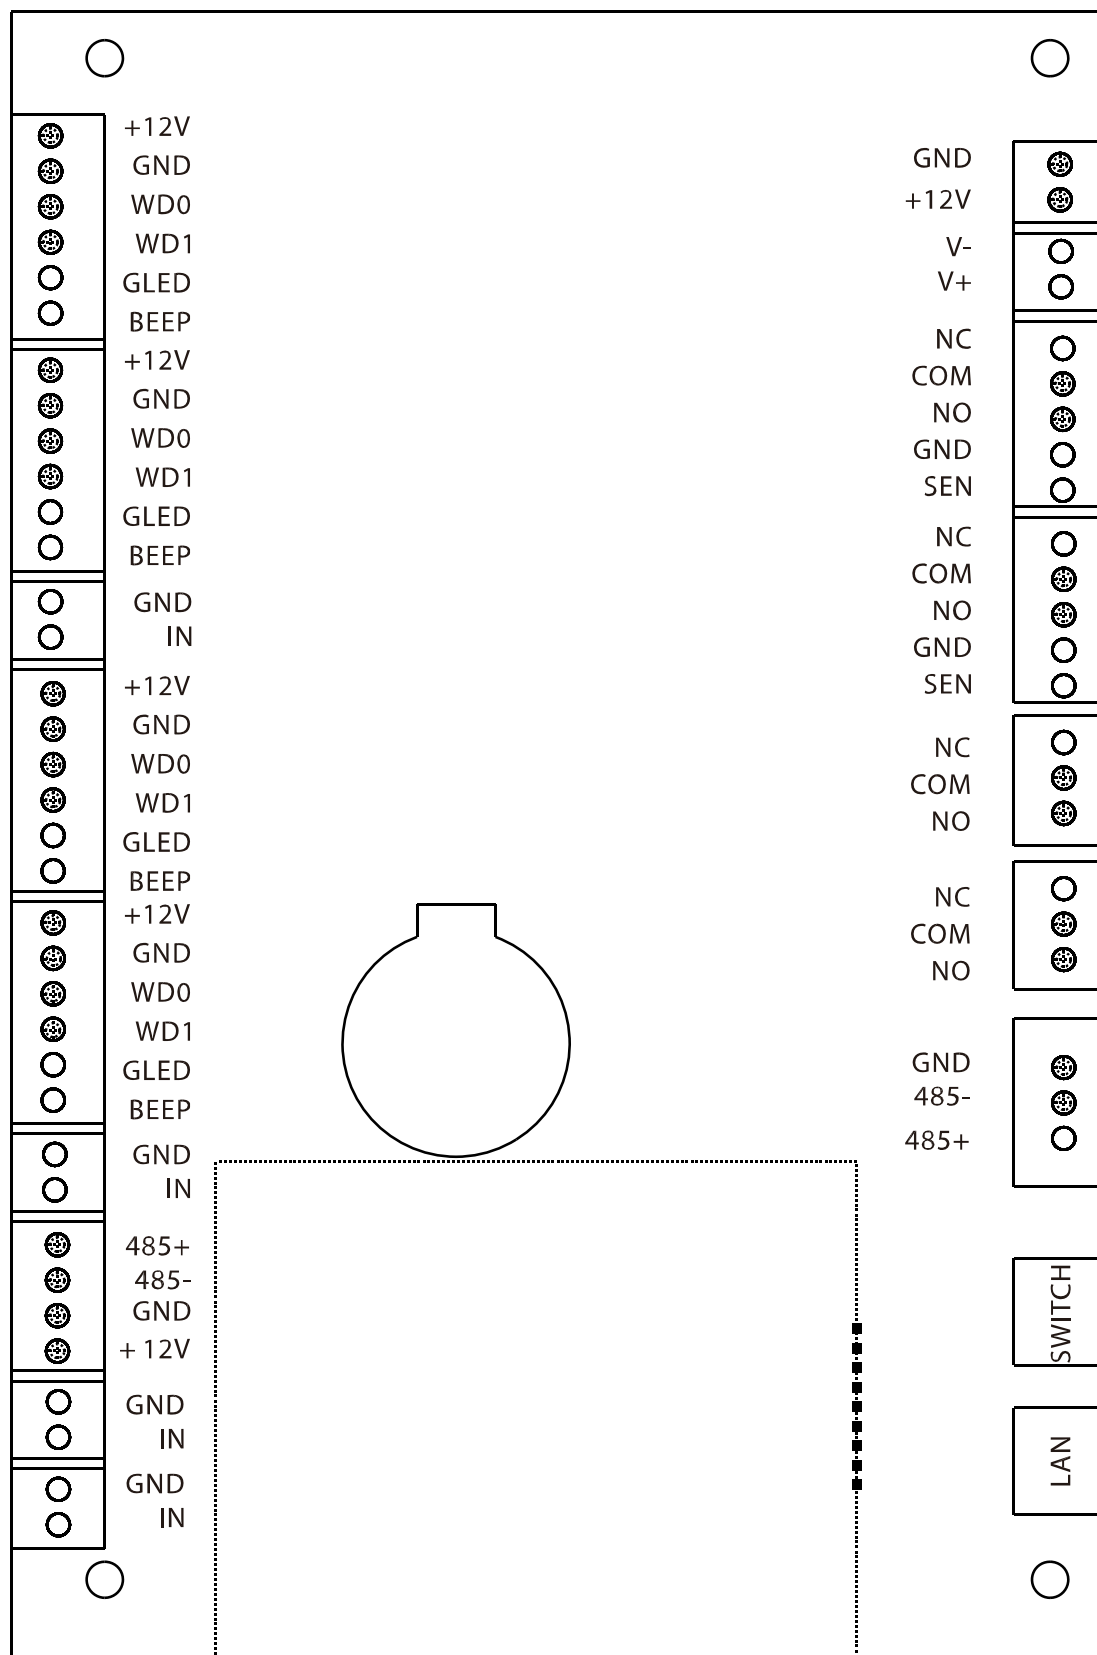 +12V
GND
WD0
WD1
GLED
BEEP
+12V
GND
WD0
WD1
GLED
BEEP
GND
IN
+12V
GND
WD0
WD1
GLED
BEEP
+12V
GND
WD0
WD1
GLED
BEEP
GND
IN
485+
485-
GND
+ 12V
GND
IN
GND
IN
GND
+12V
V-
V+
NC
COM
NO
GND
SEN
NC
COM
NO
GND
SEN
NC
COM
NO
NC
COM
NO
GND
485-
485+
SWITCH
LAN